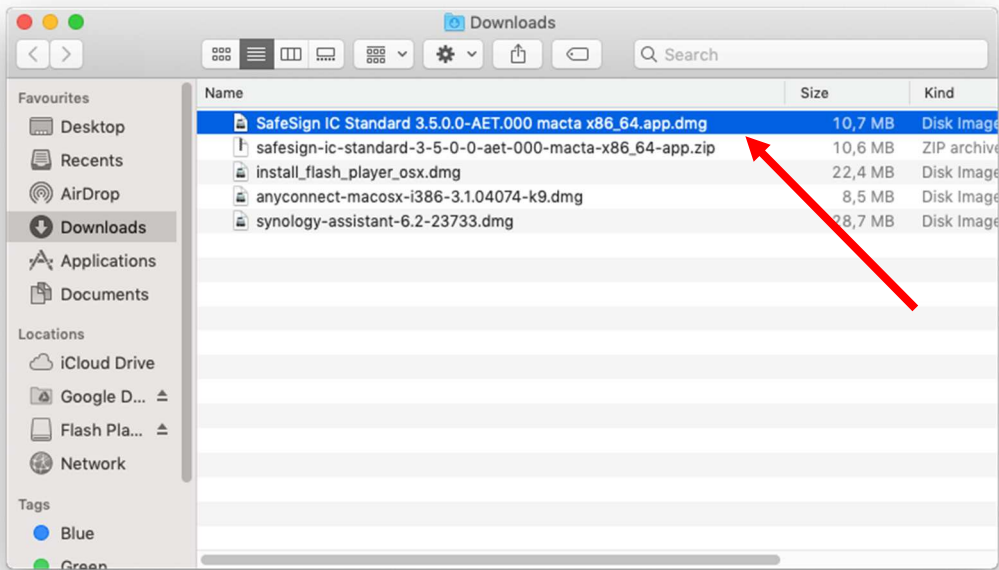 Downloads
Search
Favourites
Desktop
Recents
AirDrop
Downloads
Applications
Documents
Locations
iCloud Drive
Google D...
Flash Pla...
Network
Tags
Blue
Green
Name Size Kind
SafeSign IC Standard 3.5.0.0-AET.000 macta x86_64.app.dmg 10,7 MB Disk Image
safesign-ic-standard-3-5-0-0-aet-000-macta-x86_64-app.zip 10,6 MB ZIP archive
install_flash_player_osx.dmg 22,4 MB Disk Image
anyconnect-macosx-i386-3.1.04074-k9.dmg 8,5 MB Disk Image
synology-assistant-6.2-23733.dmg 28,7 MB Disk Image